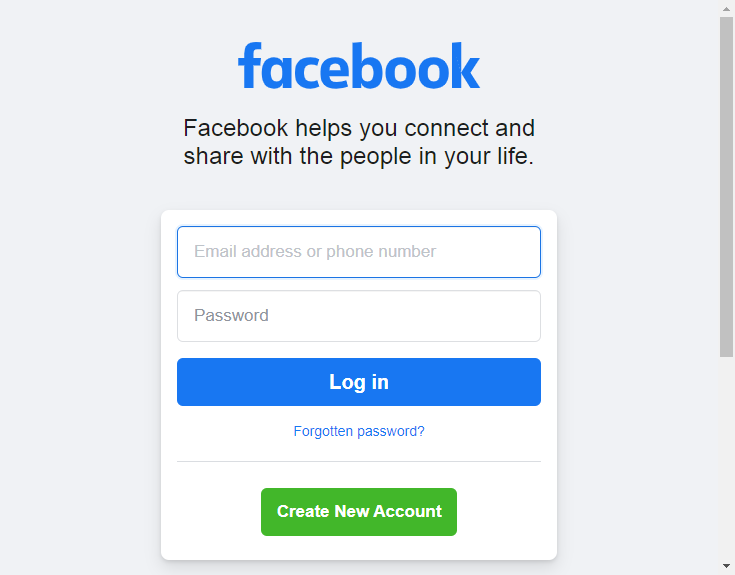 facebook
Facebook helps you connect and
share with the people in your life.
Email address or phone number
Password
Log in
Forgotten password?
Create New Account